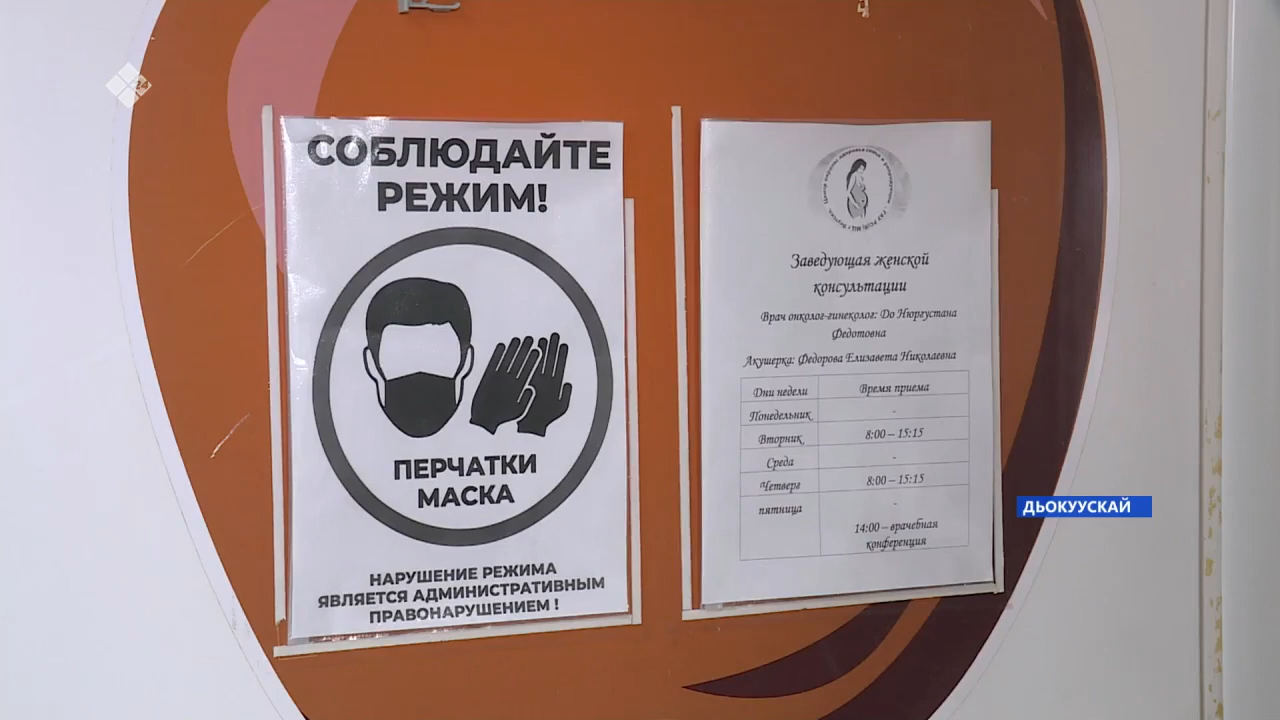 СОБЛЮДАЙТЕ
РЕЖИМ!
ПЕРЧАТКИ
МАСКА
НАРУШЕНИЕ РЕЖИМА
ЯВЛЯЕТСЯ АДМИНИСТРАТИВНЫМ
ПРАВОНАРУШЕНИЕМ !
Заведующая женской
консультации
Врач онколог-гинеколог: До Нюргустана
Федотовна
Акушерка: Федорова Елизавета Николаевна
Дни недели Время приема
Понедельник -
Вторник 8:00 – 15:15
Среда -
Четверг 8:00 – 15:15
пятница -
14:00 – врачебная
конференция
ДЬОКУУСКАЙ
24